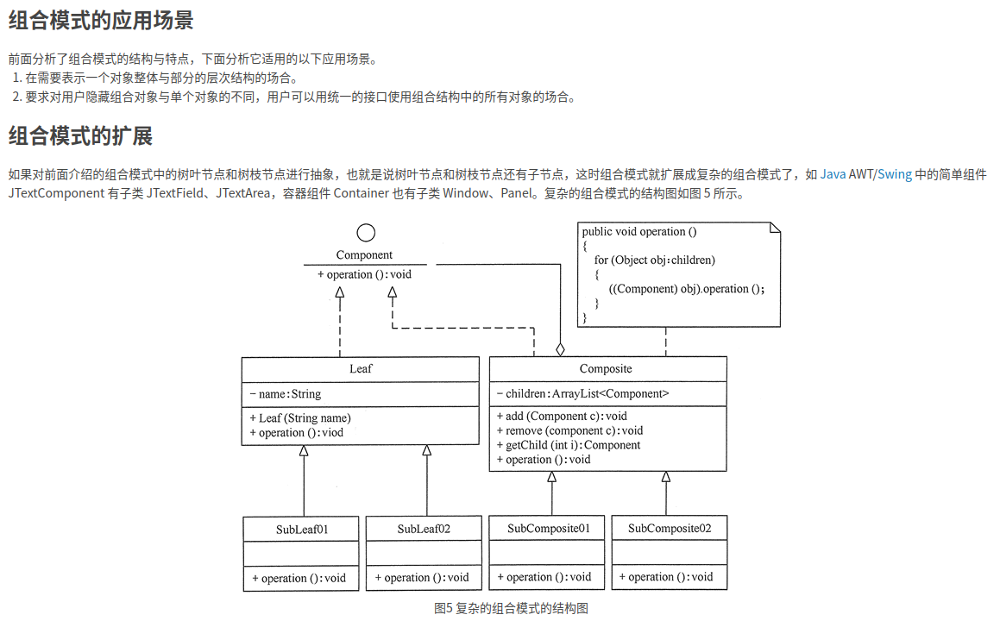 组合模式的应用场景
前面分析了组合模式的结构与特点，下面分析它适用的以下应用场景。
1. 在需要表示一个对象整体与部分的层次结构的场合。
2. 要求对用户隐藏组合对象与单个对象的不同，用户可以用统一的接口使用组合结构中的所有对象的场合。
组合模式的扩展
如果对前面介绍的组合模式中的树叶节点和树枝节点进行抽象，也就是说树叶节点和树枝节点还有子节点，这时组合模式就扩展成复杂的组合模式了，如 Java AWT/Swing 中的简单组件
JTextComponent 有子类 JTextField、JTextArea，容器组件 Container 也有子类 Window、Panel。复杂的组合模式的结构图如图 5 所示。
Component
+ operation ():void
public void operation ()
{
for (Object obj:children)
{
((Component) obj).operation ();
}
}
Leaf
− name:String
+ Leaf (String name)
+ operation ():viod
Composite
− children:ArrayList<Component>
+ add (Component c):void
+ remove (component c):void
+ getChild (int i):Component
+ operation ():void
SubLeaf01
+ operation ():void
SubLeaf02
+ operation ():void
SubComposite01
+ operation ():void
SubComposite02
+ operation ():void
图5 复杂的组合模式的结构图